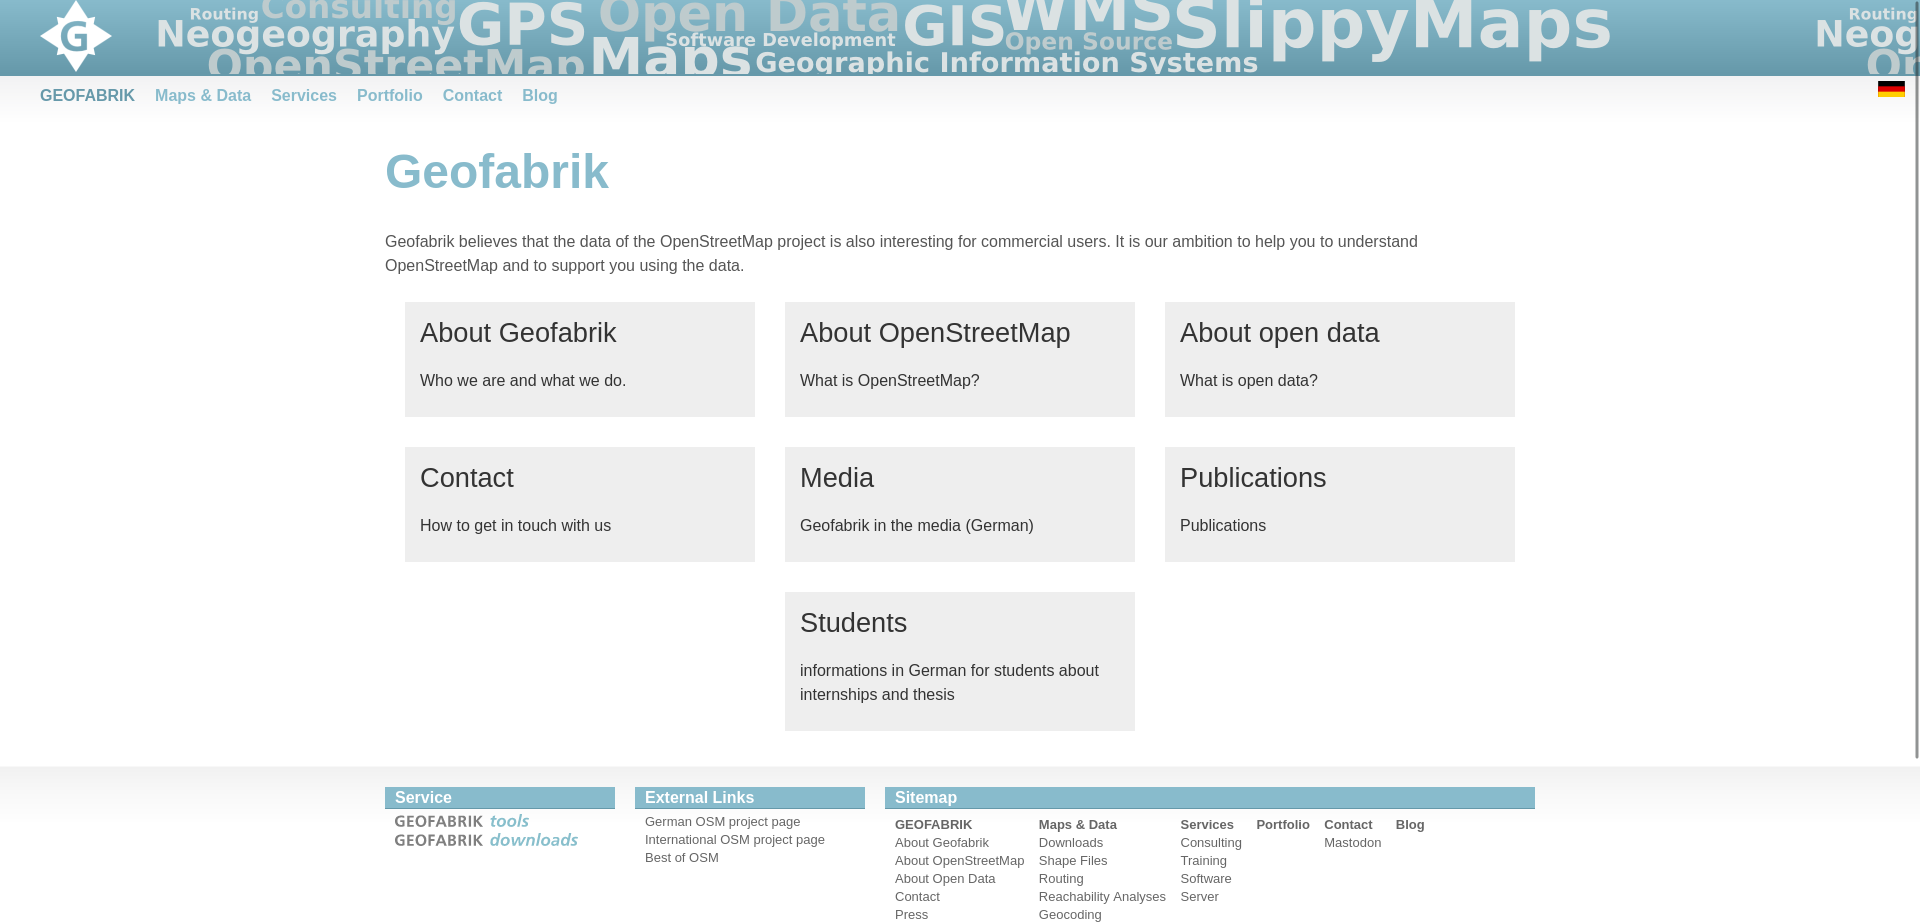 G
Routing Consulting GPS Open Data GIS WMS SlippyMaps Routing
Neogeography Software Development Open Source Neog
OpenStreetMap Maps Geographic Information Systems
GEOFABRIK Maps & Data Services Portfolio Contact Blog
Geofabrik
Geofabrik believes that the data of the OpenStreetMap project is also interesting for commercial users. It is our ambition to help you to understand
OpenStreetMap and to support you using the data.
About Geofabrik
Who we are and what we do.
About OpenStreetMap
What is OpenStreetMap?
About open data
What is open data?
Contact
How to get in touch with us
Media
Geofabrik in the media (German)
Publications
Publications
Students
informations in German for students about
internships and thesis
Service
GEOFABRIK tools
GEOFABRIK downloads
External Links
German OSM project page
International OSM project page
Best of OSM
Sitemap
GEOFABRIK
About Geofabrik
About OpenStreetMap
About Open Data
Contact
Press
Maps & Data
Downloads
Shape Files
Routing
Reachability Analyses
Geocoding
Services
Consulting
Training
Software
Server
Portfolio
Contact
Mastodon
Blog